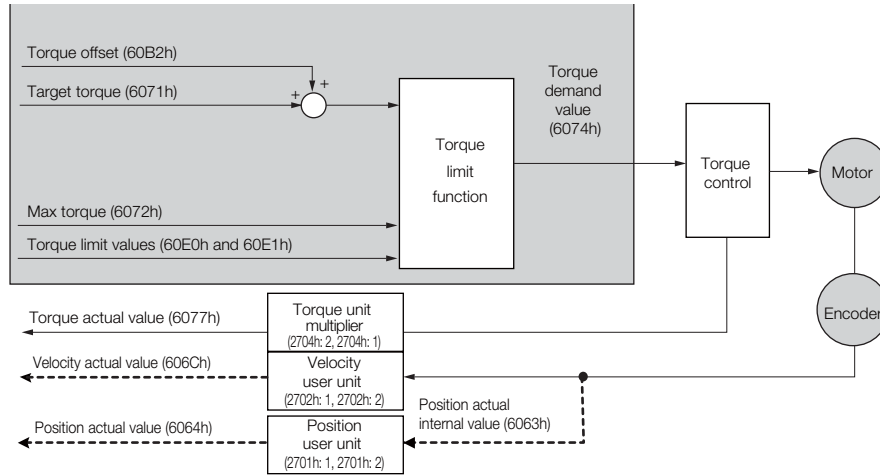 Torque offset (60B2h)
+
Target torque (6071h)
+
Torque
demand
value
(6074h)
Torque
limit
function
Torque
control
Motor
Max torque (6072h)
Torque limit values (60E0h and 60E1h)
Encoder
Torque actual value (6077h)
Torque unit
multiplier
(2704h: 2, 2704h: 1)
Velocity actual value (606Ch)
Velocity
user unit
(2702h: 1, 2702h: 2)
Position actual
internal value (6063h)
Position actual value (6064h)
Position
user unit
(2701h: 1, 2701h: 2)